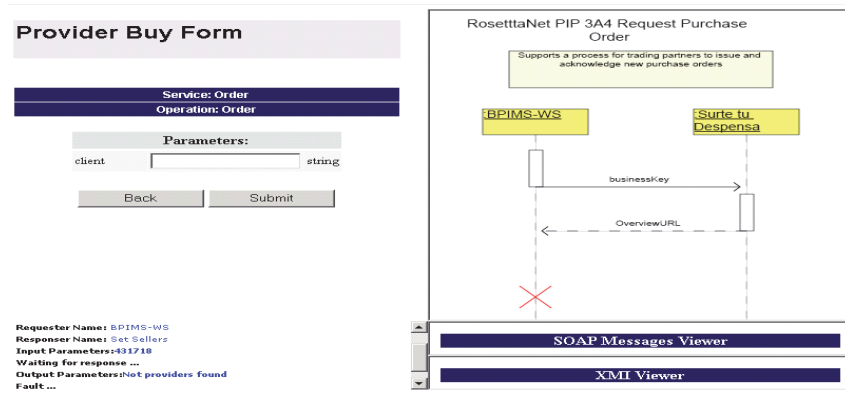 Provider Buy Form
Service: Order
Operation: Order
Parameters:
client string
Back Submit
Requester Name: BPIMS-WS
Responser Name: Set Sellers
Input Parameters:431718
Waiting for response ...
Output Parameters:Not providers found
Fault ...
RosetttaNet PIP 3A4 Request Purchase
Order
Supports a process for trading partners to issue and
acknowledge new purchase orders
:BPIMS-WS
:Surte tu
Despensa
businessKey
OverviewURL
SOAP Messages Viewer
XMI Viewer